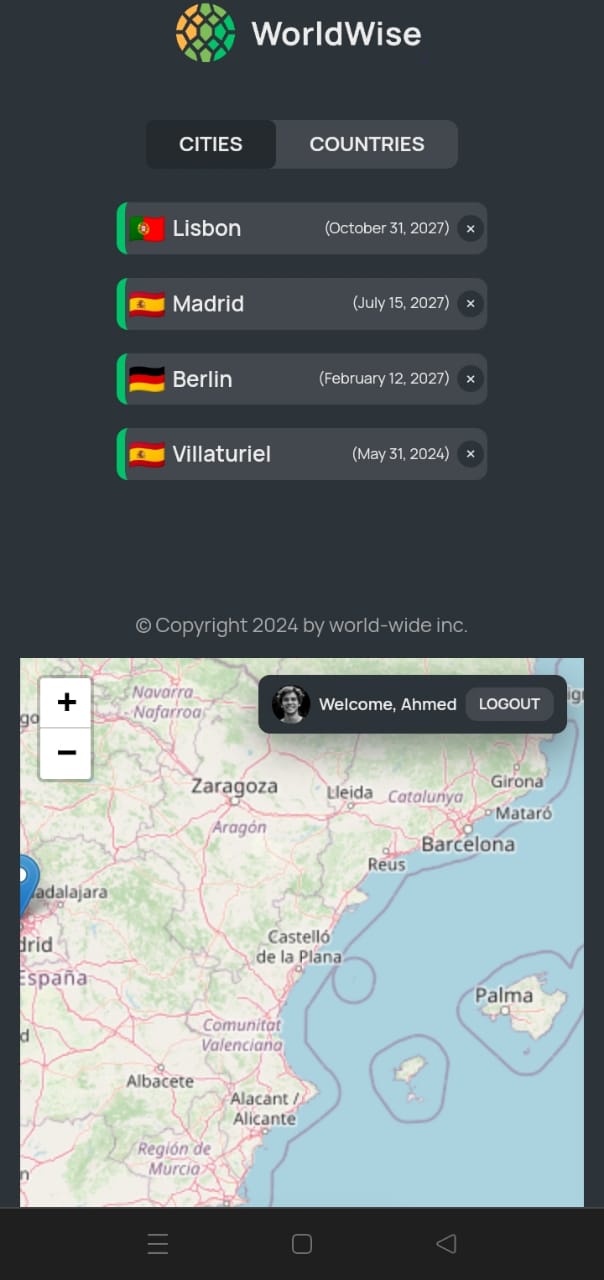 WorldWise
CITIES COUNTRIES
Lisbon (October 31, 2027) ×
Madrid (July 15, 2027) ×
Berlin (February 12, 2027) ×
Villaturiel (May 31, 2024) ×
© Copyright 2024 by world-wide inc.
+
−
Welcome, Ahmed LOGOUT
Navarra
- Nafarroa
Zaragoza
Lleida
Catalunya
Girona
Mataró
Aragón
Barcelona
Reus
adalajara
drid
España
Castelló
de la Plana
Palma
Comunitat
Valenciana
Albacete
Alacant /
Alicante
Región de
Murcia